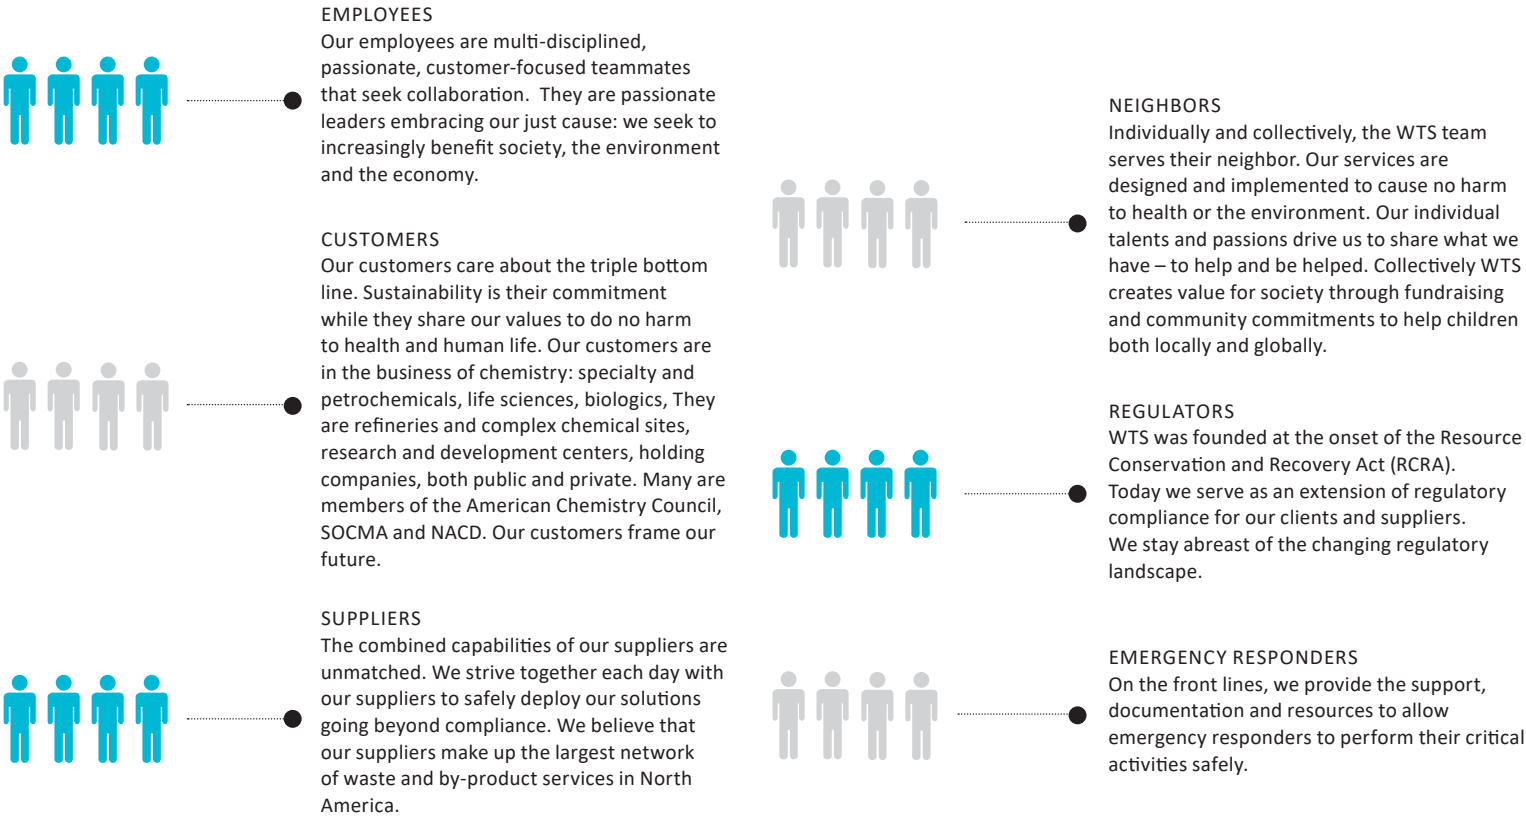 EMPLOYEES
Our employees are multi-disciplined,
passionate, customer-focused teammates
that seek collaboration.  They are passionate
leaders embracing our just cause: we seek to
increasingly benefit society, the environment
and the economy.
CUSTOMERS
Our customers care about the triple bottom
line. Sustainability is their commitment
while they share our values to do no harm
to health and human life. Our customers are
in the business of chemistry: specialty and
petrochemicals, life sciences, biologics, They
are refineries and complex chemical sites,
research and development centers, holding
companies, both public and private. Many are
members of the American Chemistry Council,
SOCMA and NACD. Our customers frame our
future.
SUPPLIERS
The combined capabilities of our suppliers are
unmatched. We strive together each day with
our suppliers to safely deploy our solutions
going beyond compliance. We believe that
our suppliers make up the largest network
of waste and by-product services in North
America.
NEIGHBORS
Individually and collectively, the WTS team
serves their neighbor. Our services are
designed and implemented to cause no harm
to health or the environment. Our individual
talents and passions drive us to share what we
have – to help and be helped. Collectively WTS
creates value for society through fundraising
and community commitments to help children
both locally and globally.
REGULATORS
WTS was founded at the onset of the Resource
Conservation and Recovery Act (RCRA).
Today we serve as an extension of regulatory
compliance for our clients and suppliers.
We stay abreast of the changing regulatory
landscape.
EMERGENCY RESPONDERS
On the front lines, we provide the support,
documentation and resources to allow
emergency responders to perform their critical
activities safely.